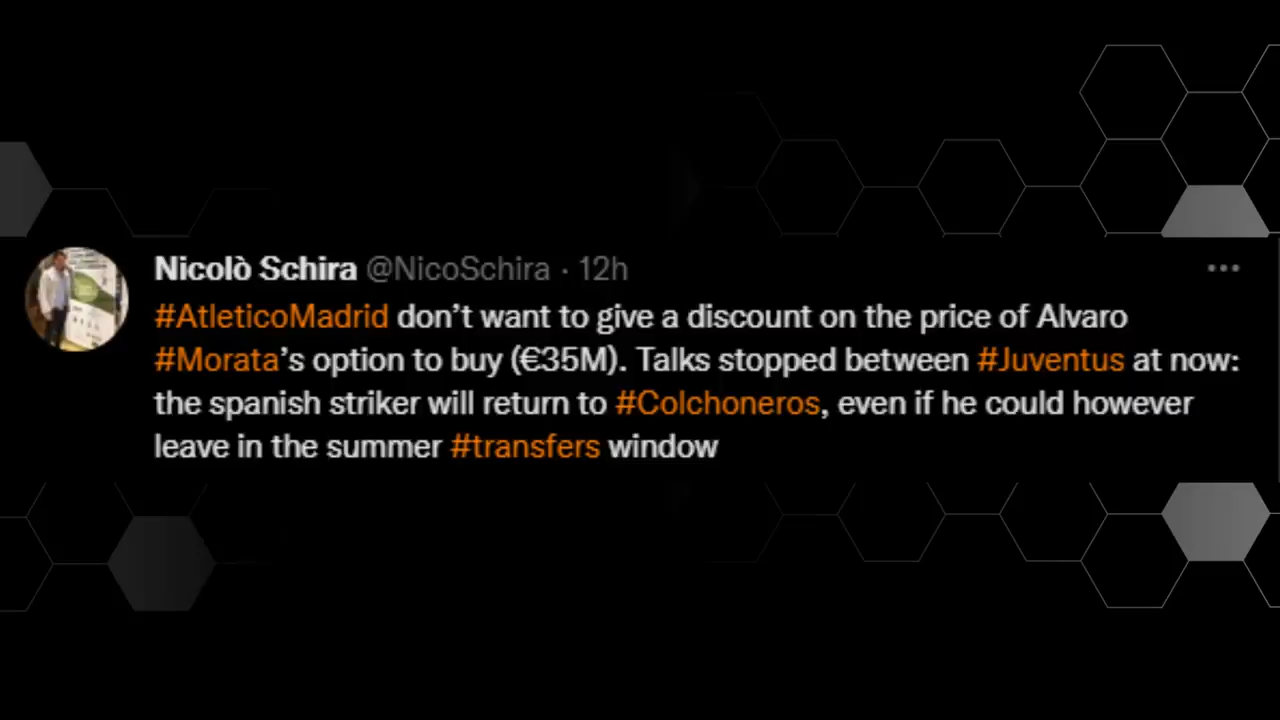 Nicolò Schira @NicoSchira · 12h
#AtleticoMadrid don’t want to give a discount on the price of Alvaro
#Morata’s option to buy (€35M). Talks stopped between #Juventus at now:
the spanish striker will return to #Colchoneros, even if he could however
leave in the summer #transfers window